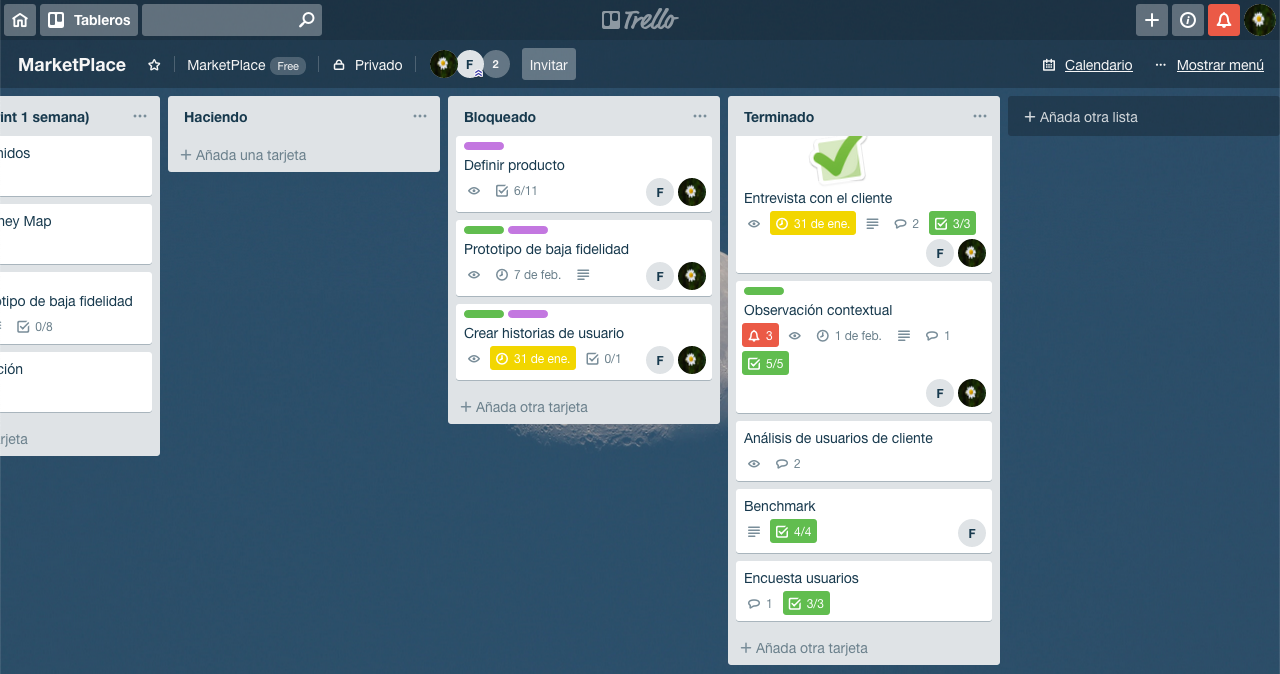 Tableros
Trello
MarketPlace
MarketPlace Free
Privado
F
2
Invitar
Calendario
Mostrar menú
int 1 semana)
nidos
ney Map
tipo de baja fidelidad
0/8
ción
rjeta
Haciendo
+ Añada una tarjeta
Bloqueado
Definir producto
6/11
F
Prototipo de baja fidelidad
7 de feb.
F
Crear historias de usuario
31 de ene.
0/1
F
+ Añada otra tarjeta
Terminado
Entrevista con el cliente
31 de ene.
2
3/3
F
Observación contextual
3
1 de feb.
1
5/5
F
Análisis de usuarios de cliente
2
Benchmark
4/4
F
Encuesta usuarios
1
3/3
+ Añada otra tarjeta
+ Añada otra lista